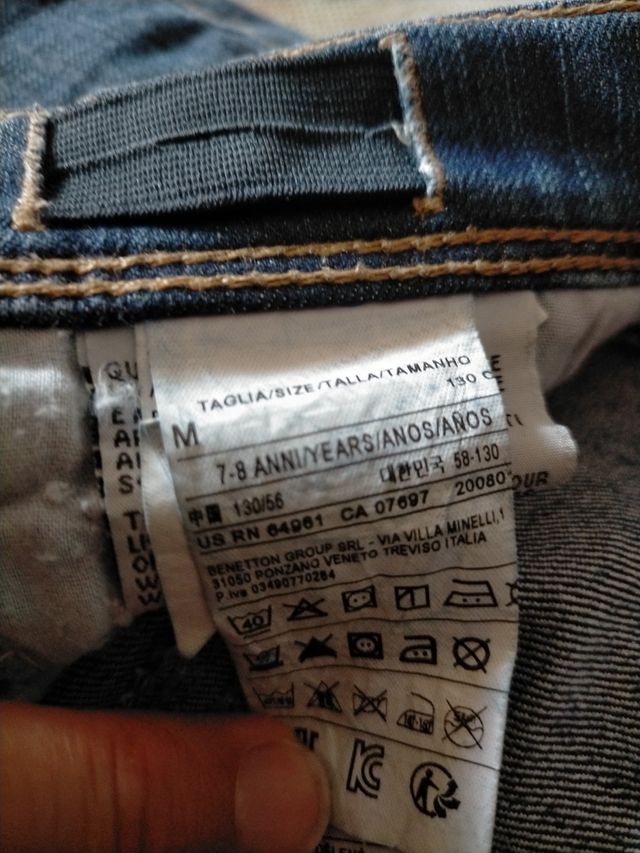 TAGLIA/SIZE/TALLA/TAMANHO
130 C
M
7-8 ANNI/YEARS/ANOS/AÑOS
대한민국 58-130
中国 130/56
US RN 64961 CA 07697 20080
BENETTON GROUP SRL - VIA VILLA MINELLI,1
31050 PONZANO VENETO TREVISO ITALIA
P.iva 03490770264
40